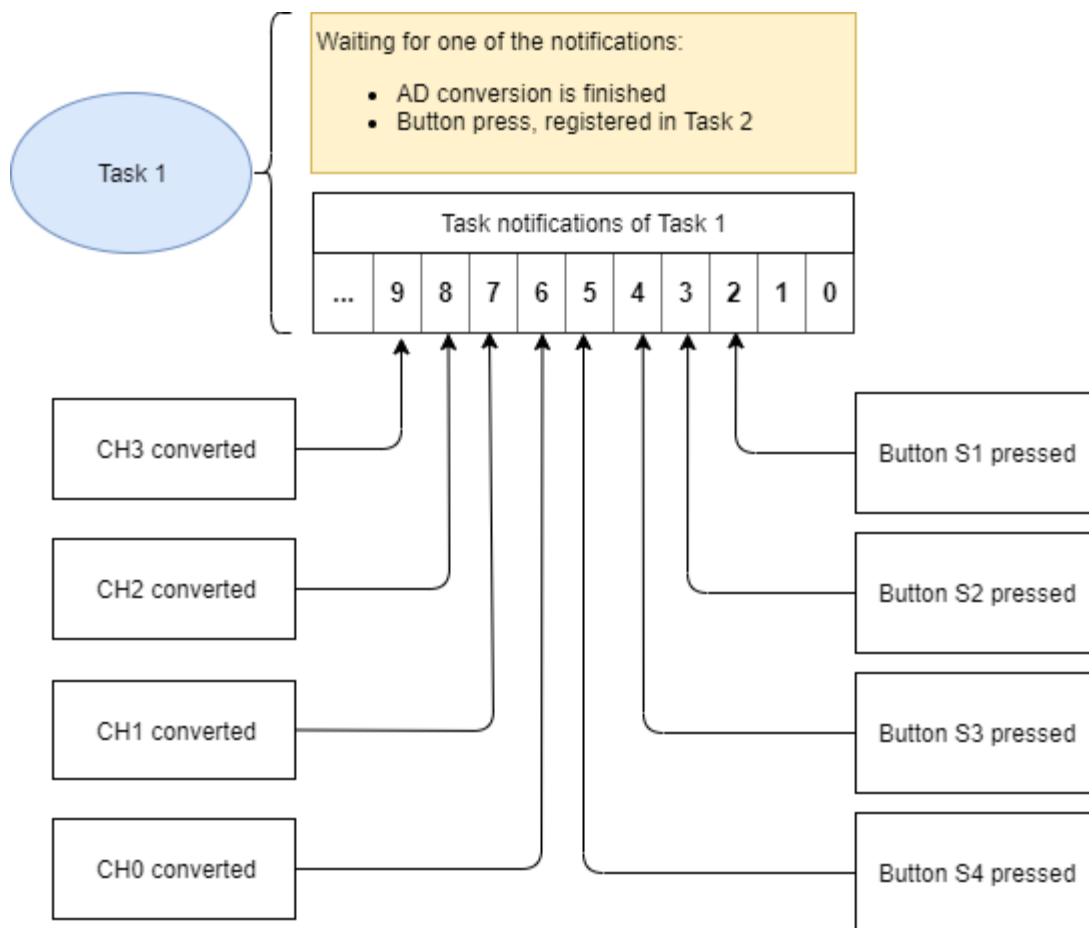 Waiting for one of the notifications:
• AD conversion is finished
• Button press, registered in Task 2
Task 1
Task notifications of Task 1
... 9 8 7 6 5 4 3 2 1 0
CH3 converted
Button S1 pressed
CH2 converted
Button S2 pressed
CH1 converted
Button S3 pressed
CH0 converted
Button S4 pressed